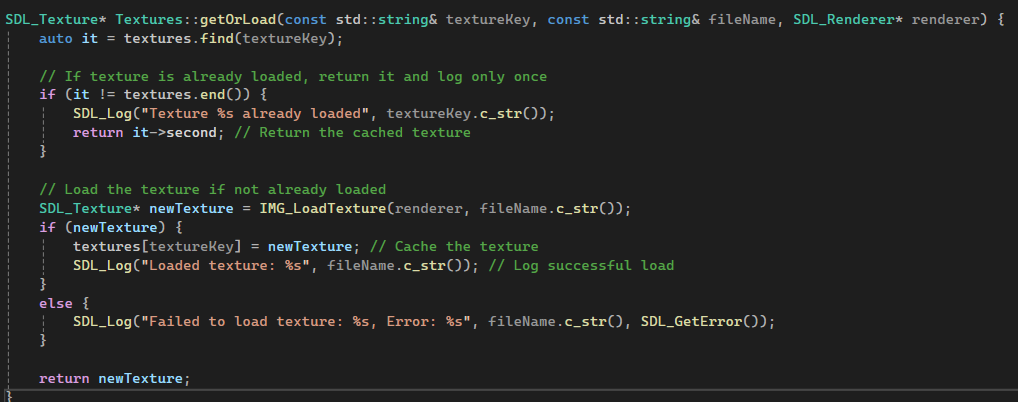 SDL_Texture* Textures::getOrLoad(const std::string& textureKey, const std::string& fileName, SDL_Renderer* renderer) {
    auto it = textures.find(textureKey);

    // If texture is already loaded, return it and log only once
    if (it != textures.end()) {
        SDL_Log("Texture %s already loaded", textureKey.c_str());
        return it->second; // Return the cached texture
    }

    // Load the texture if not already loaded
    SDL_Texture* newTexture = IMG_LoadTexture(renderer, fileName.c_str());
    if (newTexture) {
        textures[textureKey] = newTexture; // Cache the texture
        SDL_Log("Loaded texture: %s", fileName.c_str()); // Log successful load
    }
    else {
        SDL_Log("Failed to load texture: %s, Error: %s", fileName.c_str(), SDL_GetError());
    }

    return newTexture;
}